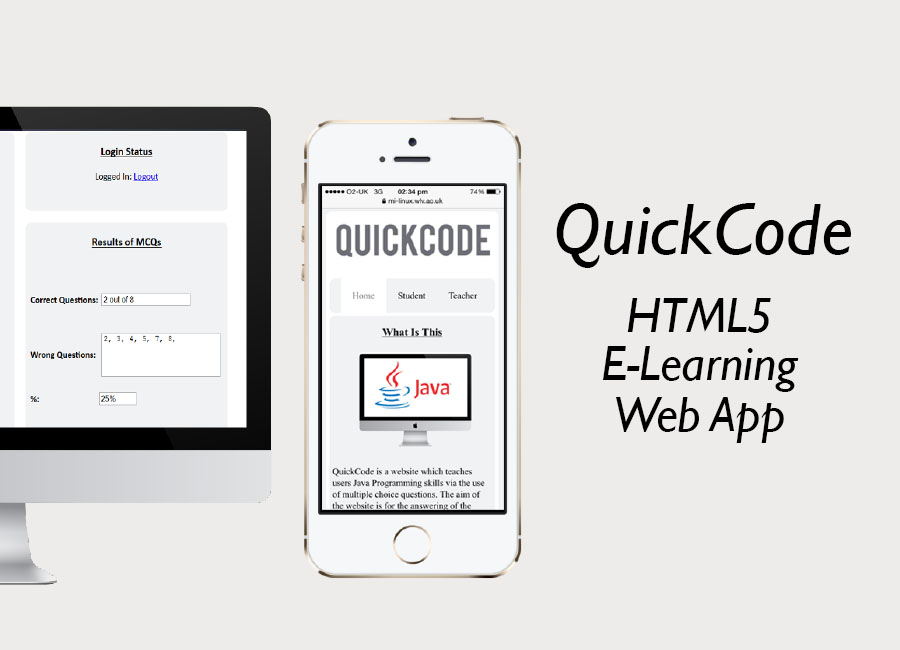 Login Status
Logged In: Logout
Results of MCQs
Correct Questions: 2 out of 8
Wrong Questions: 2, 3, 4, 5, 7, 8,
%: 25%
O2-UK 3G 02:34 pm 74%
mi-linux.wlv.ac.uk
QUICKCODE
Home Student Teacher
What Is This
Java
QuickCode is a website which teaches
users Java Programming skills via the use
of multiple choice questions. The aim of
the website is for the answering of the
QuickCode
HTML5
E-Learning
Web App